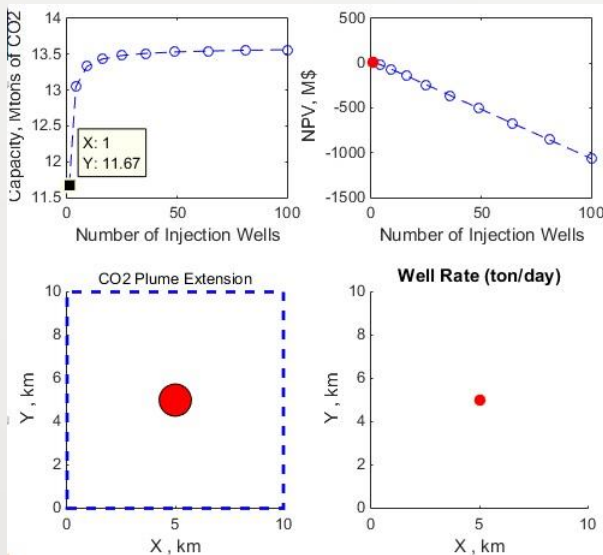 Capacity, Mtons of CO2
14
13.5
13
12.5
12
11.5
X: 1
Y: 11.67
0
50
100
Number of Injection Wells
NPV, M$
500
0
-500
-1000
-1500
0
50
100
Number of Injection Wells
CO2 Plume Extension
Y , km
10
8
6
4
2
0
0
5
10
X , km
Well Rate (ton/day)
Y , km
10
8
6
4
2
0
0
5
10
X , km